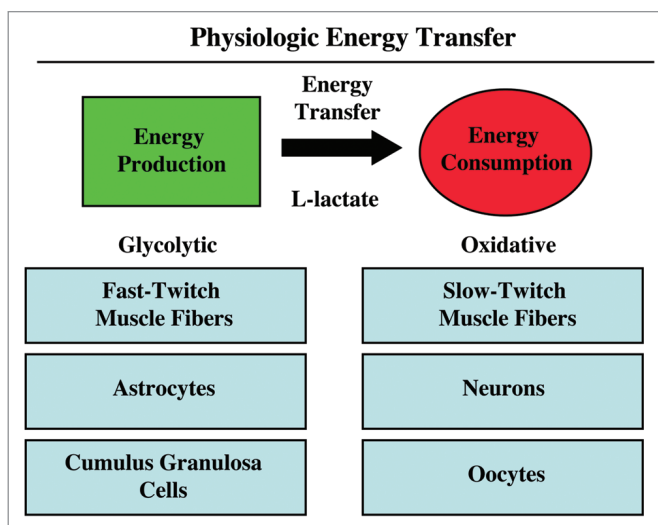 Physiologic Energy Transfer
Energy
Production
Energy
Transfer
L-lactate
Energy
Consumption
Glycolytic
Oxidative
Fast-Twitch
Muscle Fibers
Slow-Twitch
Muscle Fibers
Astrocytes
Neurons
Cumulus Granulosa
Cells
Oocytes